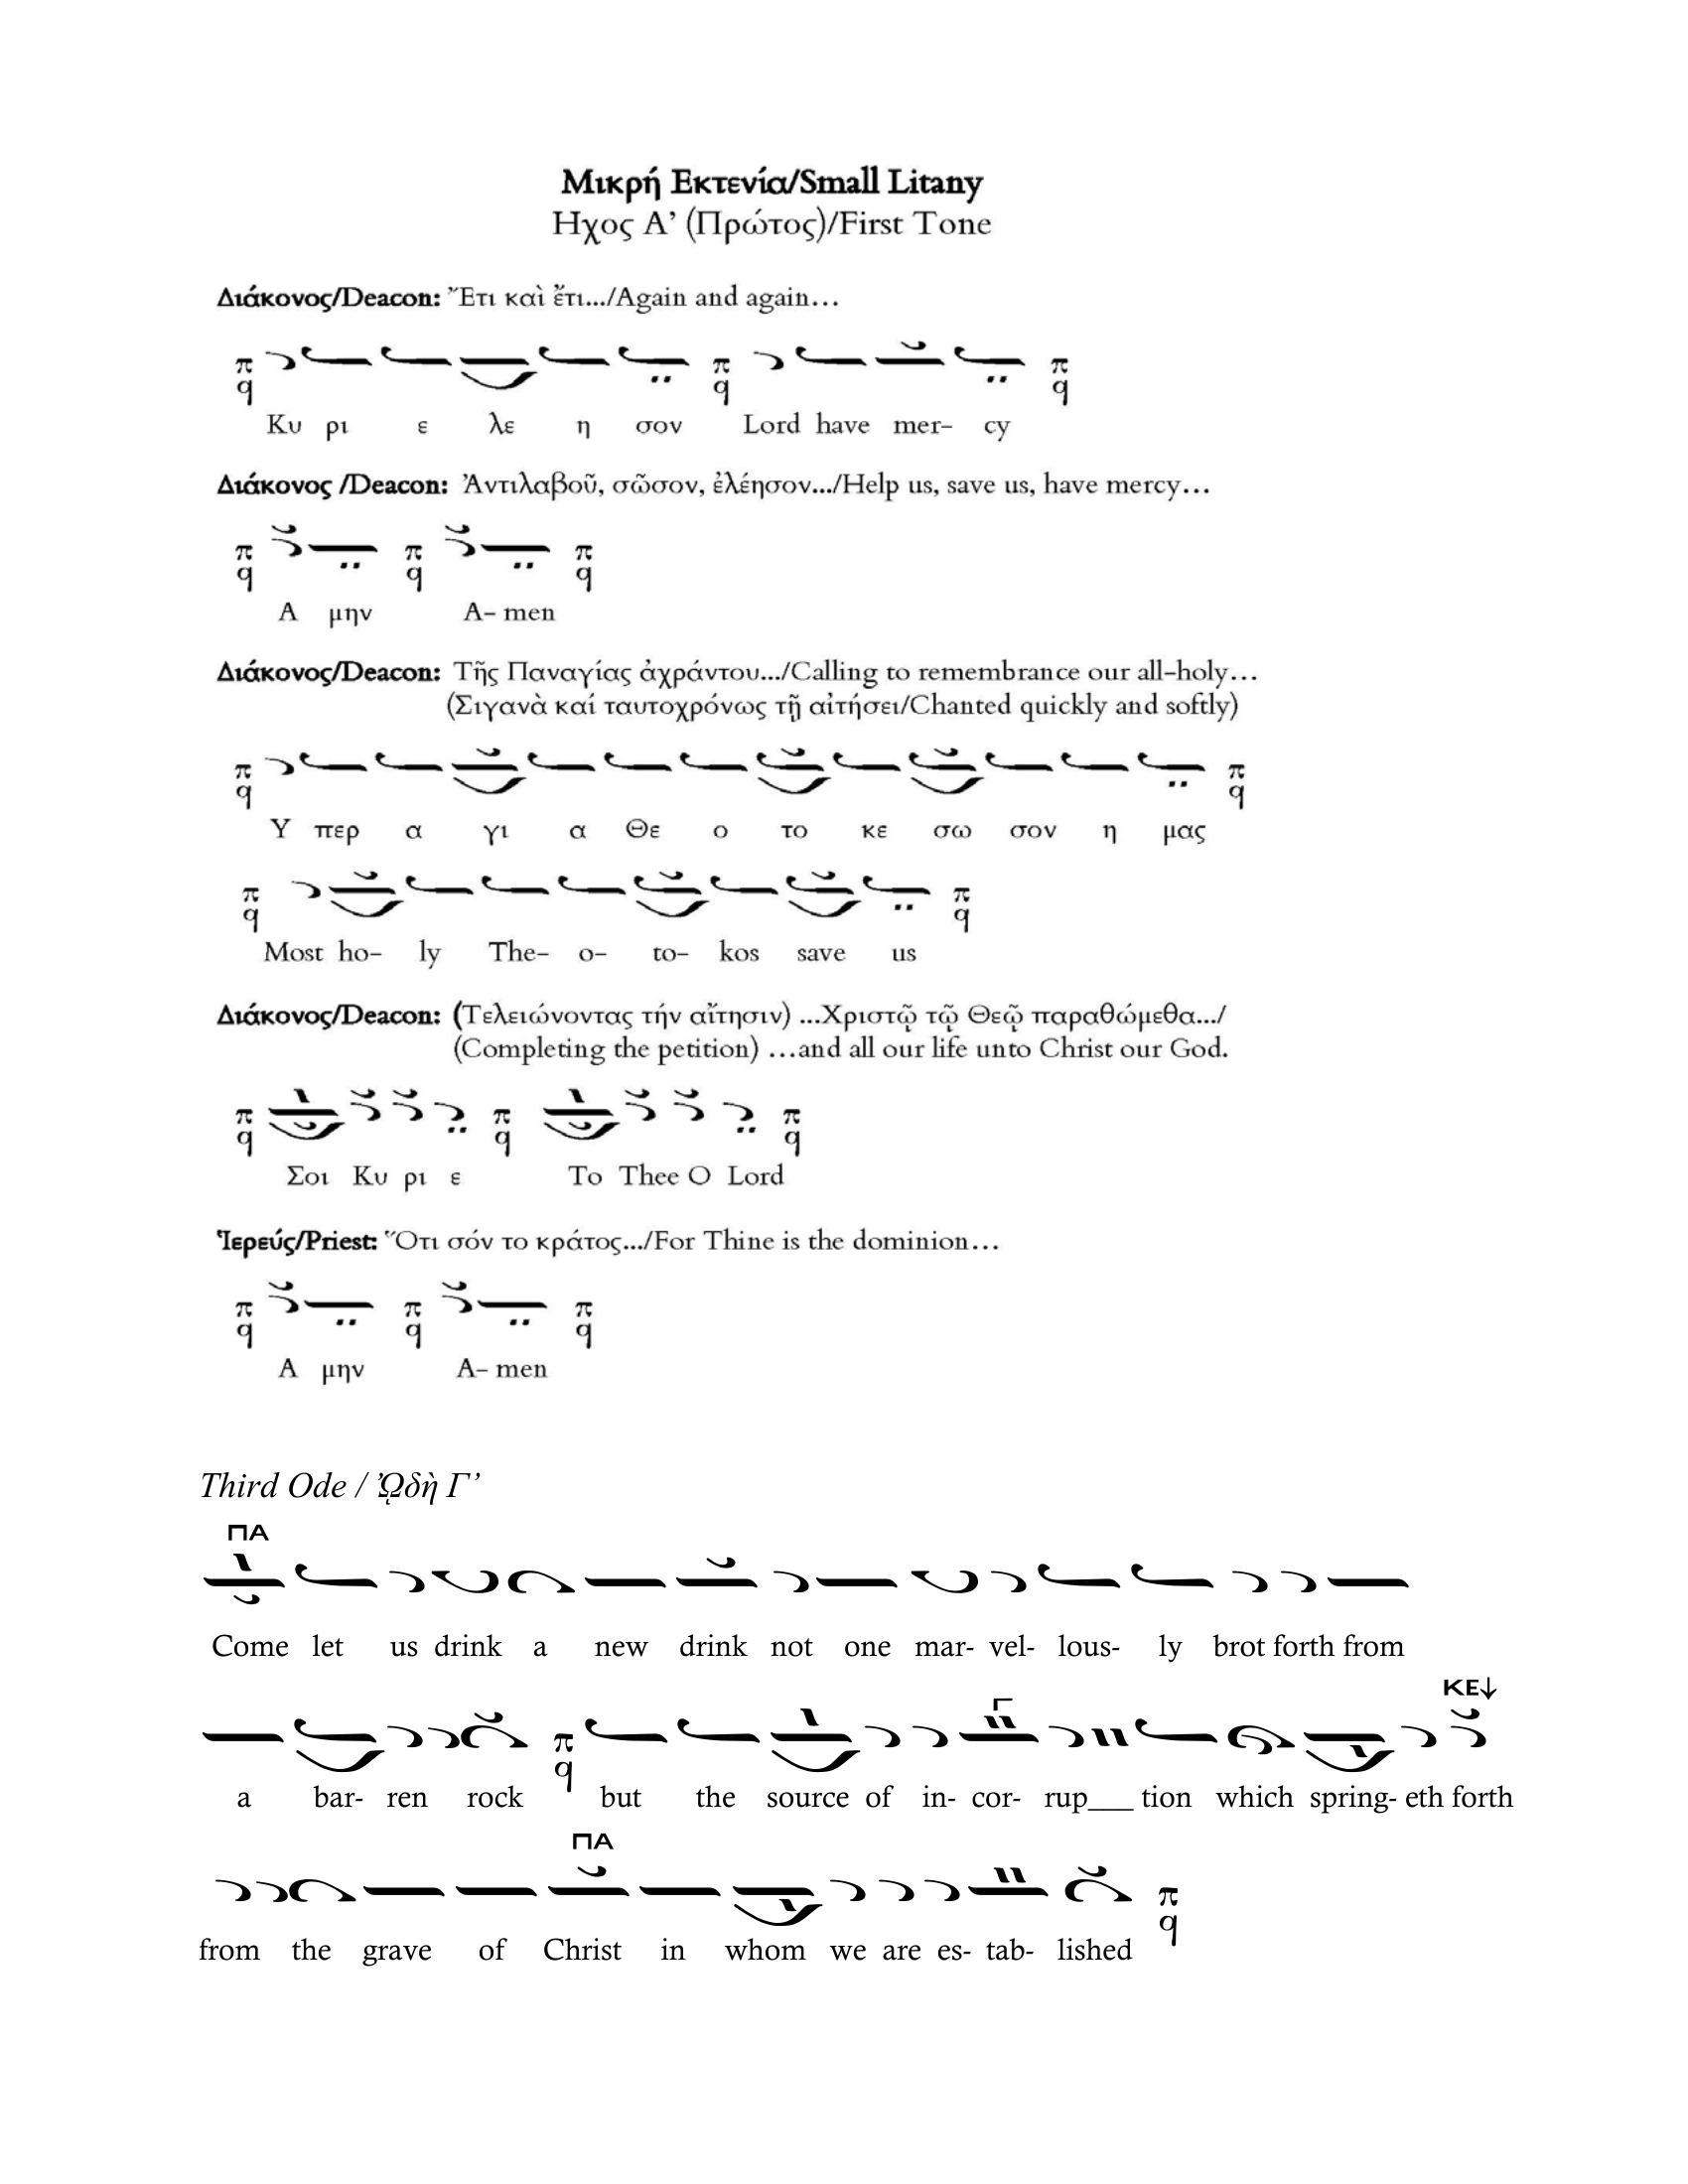 Μικρή Εκτενία/Small Litany
Ηχος Α’ (Πρώτος)/First Tone
Διάκονος/Deacon: Ἔτι καὶ ἔτι.../Again and again…
π
q
π
q
π
q
Κυ ρι ε λε η σον Lord have mer- cy
Διάκονος /Deacon: Ἀντιλαβοῦ, σῶσον, ἐλέησον.../Help us, save us, have mercy…
π
q
π
q
π
q
Α μην A- men
Διάκονος/Deacon: Τῆς Παναγίας ἀχράντου.../Calling to remembrance our all-holy…
(Σιγανὰ καί ταυτοχρόνως τῇ αἰτήσει/Chanted quickly and softly)
π
q
π
q
Υ περ α γι α Θε ο το κε σω σον η μας
π
q
π
q
Most ho- ly The- o- to- kos save us
Διάκονος/Deacon: (Τελειώνοντας τήν αἴτησιν) ...Χριστῷ τῷ Θεῷ παραθώμεθα.../
(Completing the petition) …and all our life unto Christ our God.
π
q
π
q
π
q
Σοι Κυ ρι ε To Thee O Lord
Ἱερεύς/Priest: Ὅτι σόν το κράτος.../For Thine is the dominion…
π
q
π
q
π
q
Α μην A- men
Third Ode / ᾨδὴ Γ’
ΠΑ
Come let us drink a new drink not one mar- vel- lous- ly brot forth from
ΚΕ↓
π
q
a bar- ren rock but the source of in- cor- rup___ tion which spring- eth forth
ΠΑ
π
q
from the grave of Christ in whom we are es- tab- lished